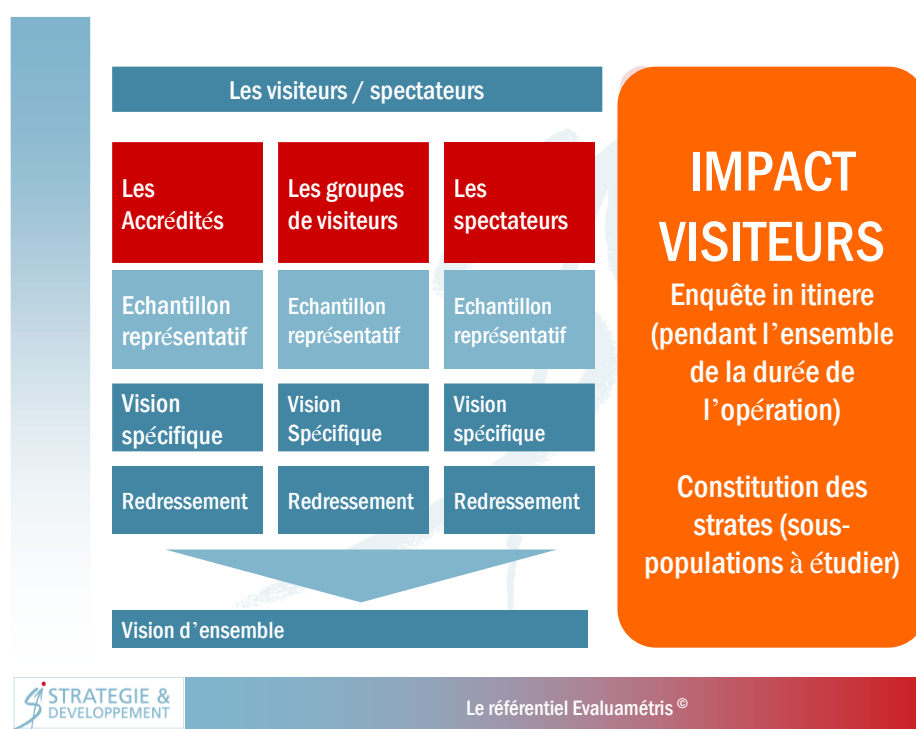 Les visiteurs / spectateurs
Les
Accrédités
Les groupes
de visiteurs
Les
spectateurs
Echantillon
représentatif
Echantillon
représentatif
Echantillon
représentatif
Vision
spécifique
Vision
Spécifique
Vision
spécifique
Redressement
Redressement
Redressement
Vision d’ensemble
IMPACT
VISITEURS
Enquête in itinere
(pendant l’ensemble
de la durée de
l’opération)
Constitution des
strates (sous-
populations à étudier)
STRATEGIE &
DEVELOPPEMENT
Le référentiel Evaluamétris ©